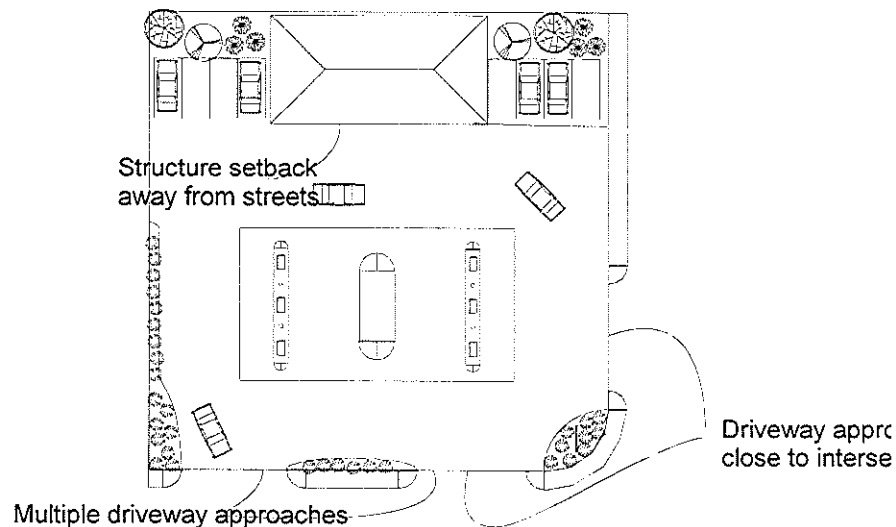 Structure setback
away from streets
Driveway appro
close to interse
Multiple driveway approaches